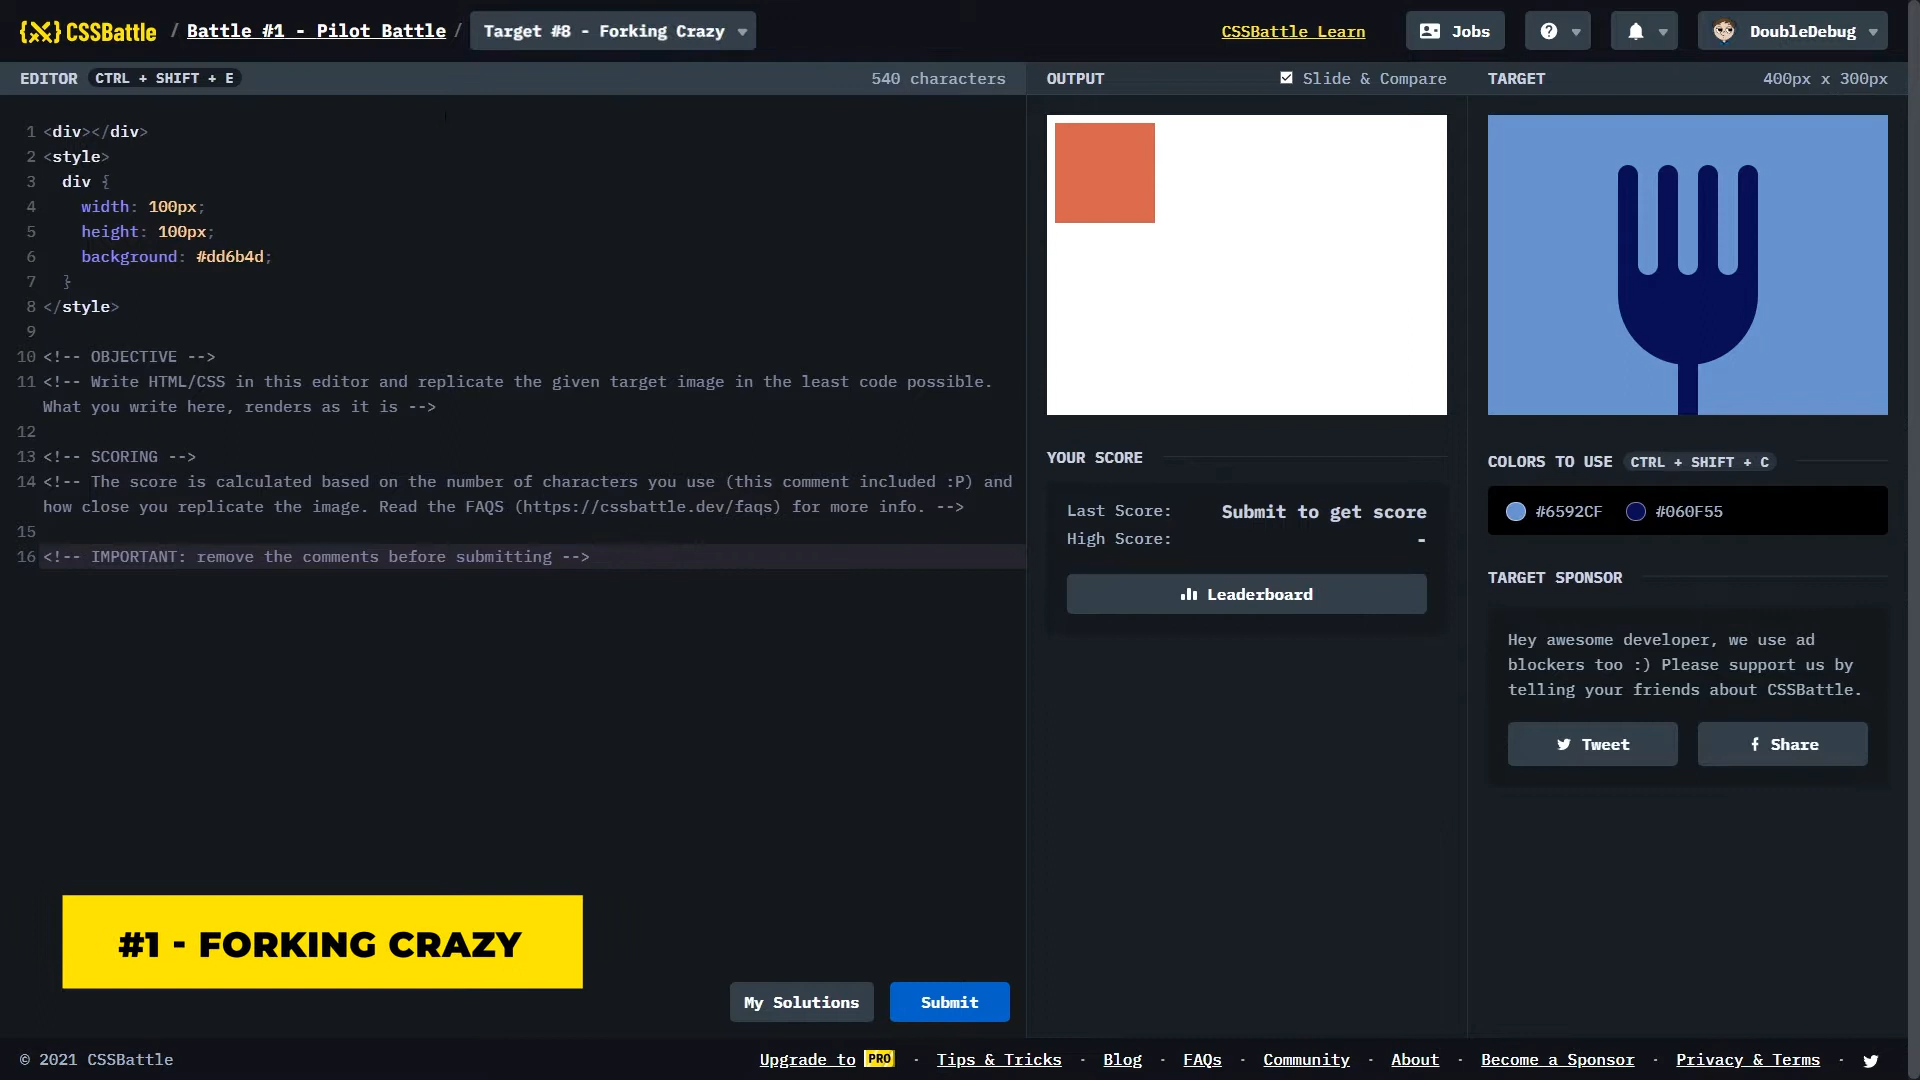 {X} CSSBattle / Battle #1 - Pilot Battle / Target #8 - Forking Crazy
CSSBattle Learn Jobs DoubleDebug
EDITOR CTRL + SHIFT + E 540 characters
1 <div></div>
2 <style>
3 div {
4 width: 100px;
5 height: 100px;
6 background: #dd6b4d;
7 }
8 </style>
9
10 <!-- OBJECTIVE -->
11 <!-- Write HTML/CSS in this editor and replicate the given target image in the least code possible.
What you write here, renders as it is -->
12
13 <!-- SCORING -->
14 <!-- The score is calculated based on the number of characters you use (this comment included :P) and
how close you replicate the image. Read the FAQS (https://cssbattle.dev/faqs) for more info. -->
15
16 <!-- IMPORTANT: remove the comments before submitting -->
#1 - FORKING CRAZY
My Solutions Submit
OUTPUT Slide & Compare
YOUR SCORE
Last Score: Submit to get score
High Score: -
Leaderboard
TARGET 400px x 300px
COLORS TO USE CTRL + SHIFT + C
#6592CF #060F55
TARGET SPONSOR
Hey awesome developer, we use ad
blockers too :) Please support us by
telling your friends about CSSBattle.
Tweet Share
© 2021 CSSBattle
Upgrade to PRO · Tips & Tricks · Blog · FAQs · Community · About · Become a Sponsor · Privacy & Terms ·